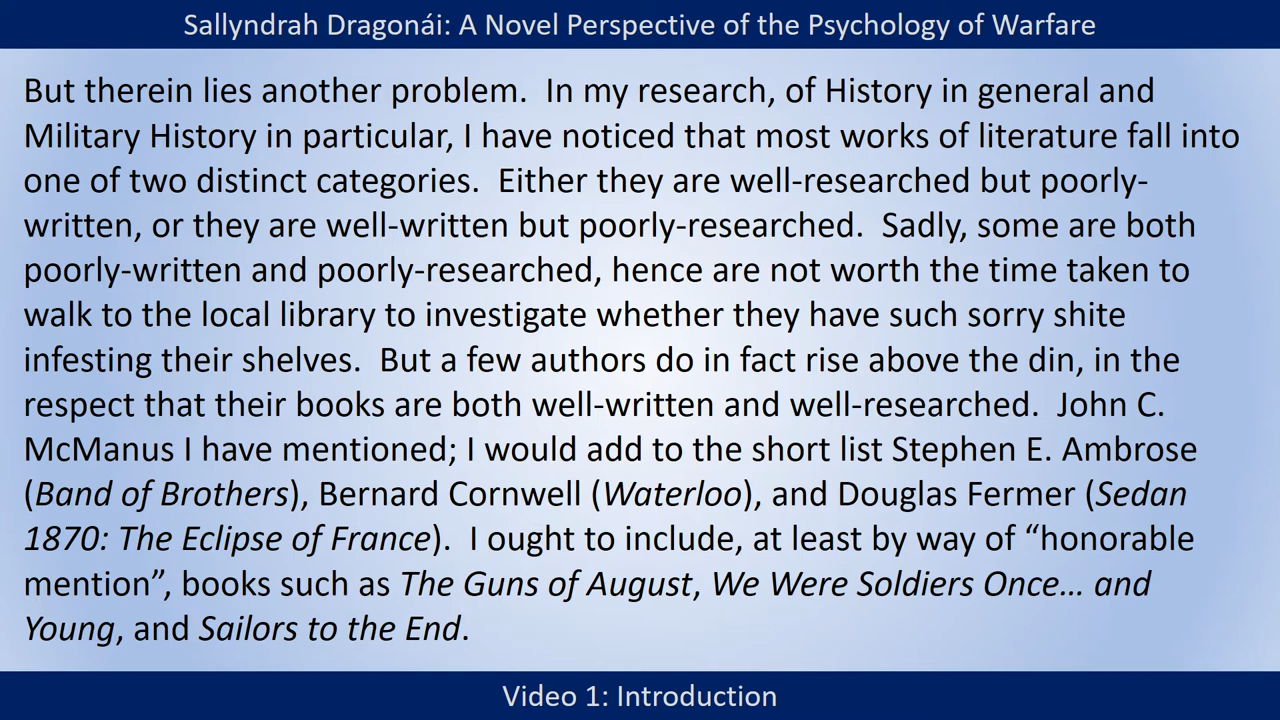 Sallyndrah Dragonái: A Novel Perspective of the Psychology of Warfare
But therein lies another problem.  In my research, of History in general and
Military History in particular, I have noticed that most works of literature fall into
one of two distinct categories.  Either they are well-researched but poorly-
written, or they are well-written but poorly-researched.  Sadly, some are both
poorly-written and poorly-researched, hence are not worth the time taken to
walk to the local library to investigate whether they have such sorry shite
infesting their shelves.  But a few authors do in fact rise above the din, in the
respect that their books are both well-written and well-researched.  John C.
McManus I have mentioned; I would add to the short list Stephen E. Ambrose
(Band of Brothers), Bernard Cornwell (Waterloo), and Douglas Fermer (Sedan
1870: The Eclipse of France).  I ought to include, at least by way of “honorable
mention”, books such as The Guns of August, We Were Soldiers Once… and
Young, and Sailors to the End.
Video 1: Introduction